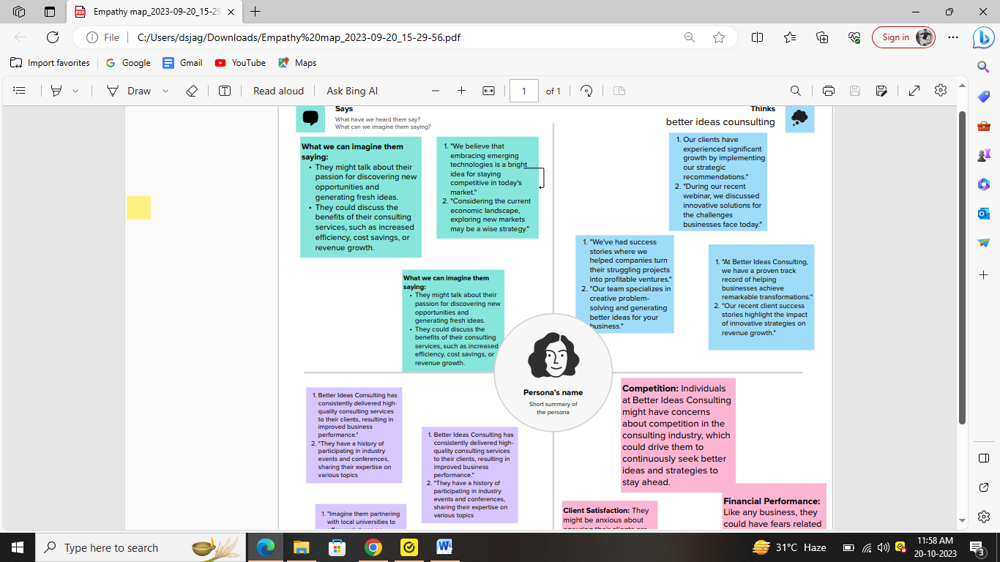 Empathy map_2023-09-20_15-29
File
C:/Users/dsjag/Downloads/Empathy%20map_2023-09-20_15-29-56.pdf
Sign in
Import favorites
Google
Gmail
YouTube
Maps
Draw
Read aloud
Ask Bing AI
1
of 1
Says
What have we heard them say?
What can we imagine them saying?
Thinks
better ideas counsulting
What we can imagine them
saying:
• They might talk about their
passion for discovering new
opportunities and
generating fresh ideas.
• They could discuss the
benefits of their consulting
services, such as increased
efficiency, cost savings, or
revenue growth.
1. "We believe that
embracing emerging
technologies is a bright
idea for staying
competitive in today's
market."
2. "Considering the current
economic landscape,
exploring new markets
may be a wise strategy."
1. Our clients have
experienced significant
growth by implementing
our strategic
recommendations."
2. "During our recent
webinar, we discussed
innovative solutions for
the challenges
businesses face today."
1. "We've had success
stories where we
helped companies turn
their struggling projects
into profitable ventures."
2. "Our team specializes in
creative problem-
solving and generating
better ideas for your
business."
1. "At Better Ideas Consulting,
we have a proven track
record of helping
businesses achieve
remarkable transformations."
2. "Our recent client success
stories highlight the impact
of innovative strategies on
revenue growth."
What we can imagine them
saying:
• They might talk about their
passion for discovering new
opportunities and
generating fresh ideas.
• They could discuss the
benefits of their consulting
services, such as increased
efficiency, cost savings, or
revenue growth.
Persona's name
Short summary of
the persona
1. Better Ideas Consulting has
consistently delivered high-
quality consulting services
to their clients, resulting in
improved business
performance."
2. "They have a history of
participating in industry
events and conferences,
sharing their expertise on
various topics
1. Better Ideas Consulting has
consistently delivered high-
quality consulting services
to their clients, resulting in
improved business
performance."
2. "They have a history of
participating in industry
events and conferences,
sharing their expertise on
various topics
1. "Imagine them partnering
with local universities to
Competition: Individuals
at Better Ideas Consulting
might have concerns
about competition in the
consulting industry, which
could drive them to
continuously seek better
ideas and strategies to
stay ahead.
Client Satisfaction: They
might be anxious about
Financial Performance:
Like any business, they
could have fears related
Type here to search
31°C Haze
11:58 AM
20-10-2023
3